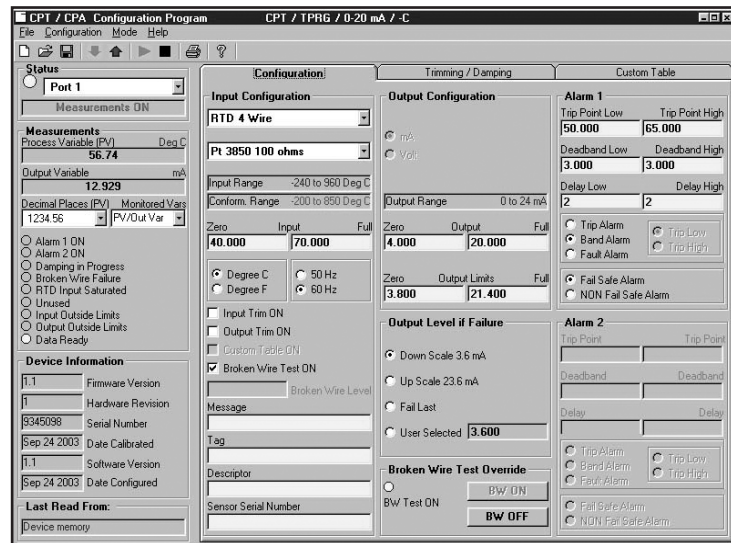 CPT / CPA Configuration Program CPT / TPRG / 0-20 mA / -C
File Configuration Mode Help
Status
Port 1
Measurements ON
Measurements
Process Variable (PV) Deg C
56.74
Output Variable mA
12.929
Decimal Places (PV) Monitored Vars
1234.56 PV/Out Var
Alarm 1 ON
Alarm 2 ON
Damping in Progress
Broken Wire Failure
RTD Input Saturated
Unused
Input Outside Limits
Output Outside Limits
Data Ready
Device Information
1.1 Firmware Version
1 Hardware Revision
9345098 Serial Number
Sep 24 2003 Date Calibrated
1.1 Software Version
Sep 24 2003 Date Configured
Last Read From:
Device memory
Configuration
Trimming / Damping
Custom Table
Input Configuration
RTD 4 Wire
Pt 3850 100 ohms
Input Range -240 to 960 Deg C
Conform. Range -200 to 850 Deg C
Zero Input Full
40.000 70.000
Degree C 50 Hz
Degree F 60 Hz
Input Trim ON
Output Trim ON
Custom Table ON
Broken Wire Test ON
Broken Wire Level
Message
Tag
Descriptor
Sensor Serial Number
Output Configuration
mA
Volt
Output Range 0 to 24 mA
Zero Output Full
4.000 20.000
Zero Output Limits Full
3.800 21.400
Output Level if Failure
Down Scale 3.6 mA
Up Scale 23.6 mA
Fail Last
User Selected 3.600
Broken Wire Test Override
BW Test ON
BW ON
BW OFF
Alarm 1
Trip Point Low Trip Point High
50.000 65.000
Deadband Low Deadband High
3.000 3.000
Delay Low Delay High
2 2
Trip Alarm
Band Alarm
Fault Alarm
Trip Low
Trip High
Fail Safe Alarm
NON Fail Safe Alarm
Alarm 2
Trip Point Trip Point
Deadband Deadband
Delay Delay
Trip Alarm
Band Alarm
Fault Alarm
Trip Low
Trip High
Fail Safe Alarm
NON Fail Safe Alarm